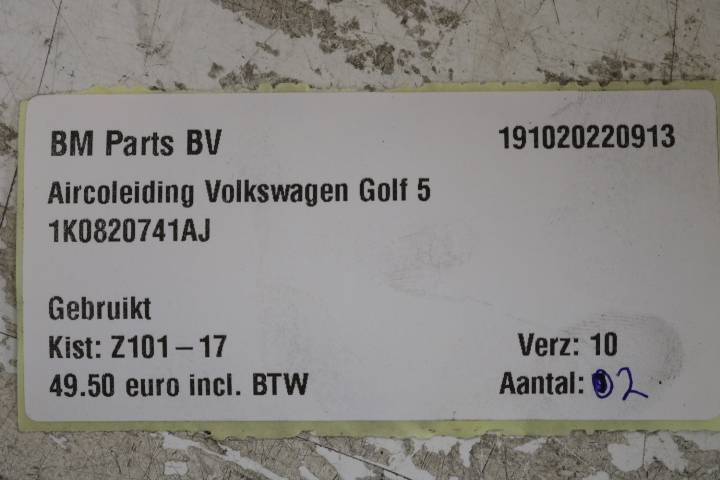 BM Parts BV 191020220913
Aircoleiding Volkswagen Golf 5
1K0820741AJ
Gebruikt
Kist: Z101-17 Verz: 10
49.50 euro incl. BTW Aantal: 2